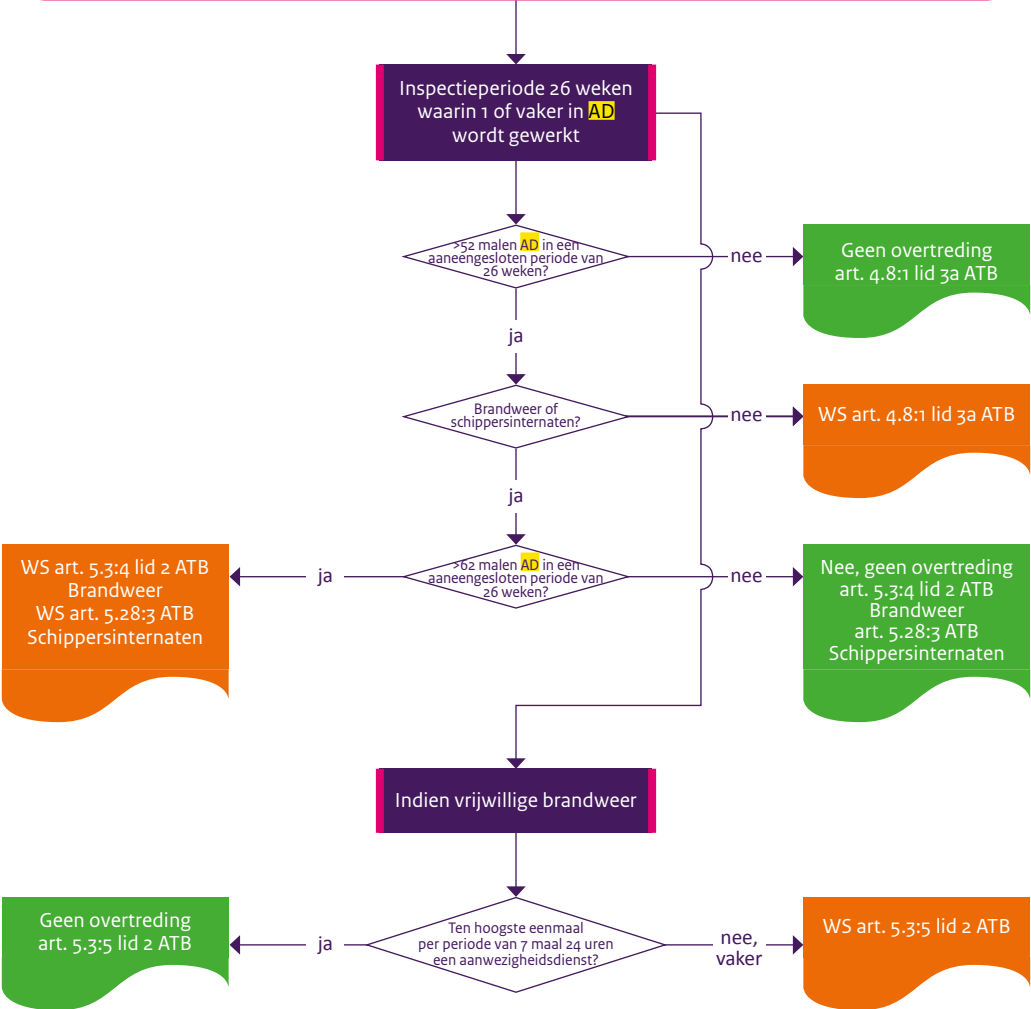 Inspectieperiode 26 weken
waarin 1 of vaker in AD
wordt gewerkt
>52 malen AD in een
aaneengesloten periode van
26 weken?
nee
Geen overtreding
art. 4.8:1 lid 3a ATB
ja
Brandweer of
schippersinternaten?
nee
WS art. 4.8:1 lid 3a ATB
ja
WS art. 5.3:4 lid 2 ATB
Brandweer
WS art. 5.28:3 ATB
Schippersinternaten
ja
>62 malen AD in een
aaneengesloten periode van
26 weken?
nee
Nee, geen overtreding
art. 5.3:4 lid 2 ATB
Brandweer
art. 5.28:3 ATB
Schippersinternaten
Indien vrijwillige brandweer
Geen overtreding
art. 5.3:5 lid 2 ATB
ja
Ten hoogste eenmaal
per periode van 7 maal 24 uren
een aanwezigheidsdienst?
nee,
vaker
WS art. 5.3:5 lid 2 ATB